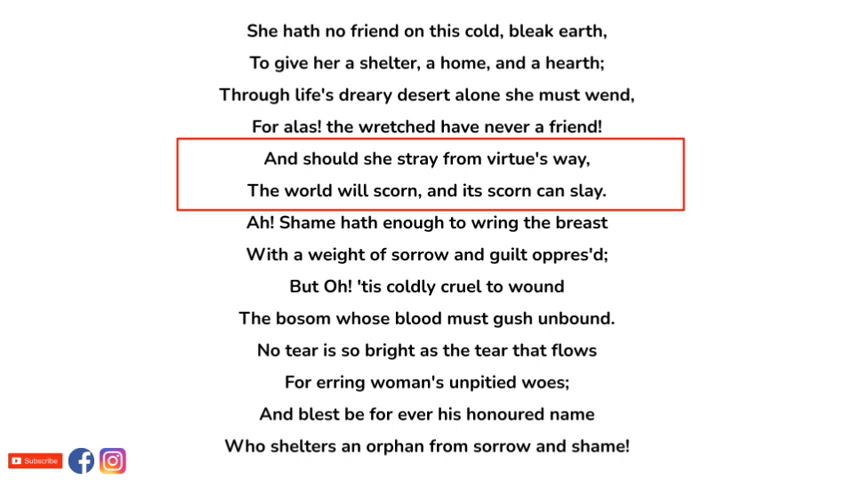 She hath no friend on this cold, bleak earth,
To give her a shelter, a home, and a hearth;
Through life's dreary desert alone she must wend,
For alas! the wretched have never a friend!
And should she stray from virtue's way,
The world will scorn, and its scorn can slay.
Ah! Shame hath enough to wring the breast
With a weight of sorrow and guilt oppres'd;
But Oh! 'tis coldly cruel to wound
The bosom whose blood must gush unbound.
No tear is so bright as the tear that flows
For erring woman's unpitied woes;
And blest be for ever his honoured name
Who shelters an orphan from sorrow and shame!
Subscribe